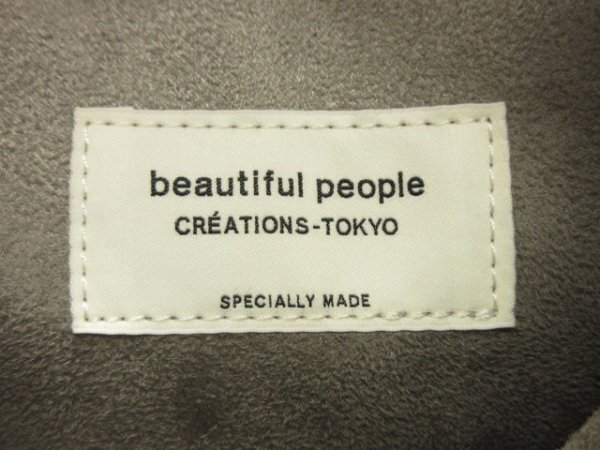 beautiful people
CRÉATIONS-TOKYO
SPECIALLY MADE